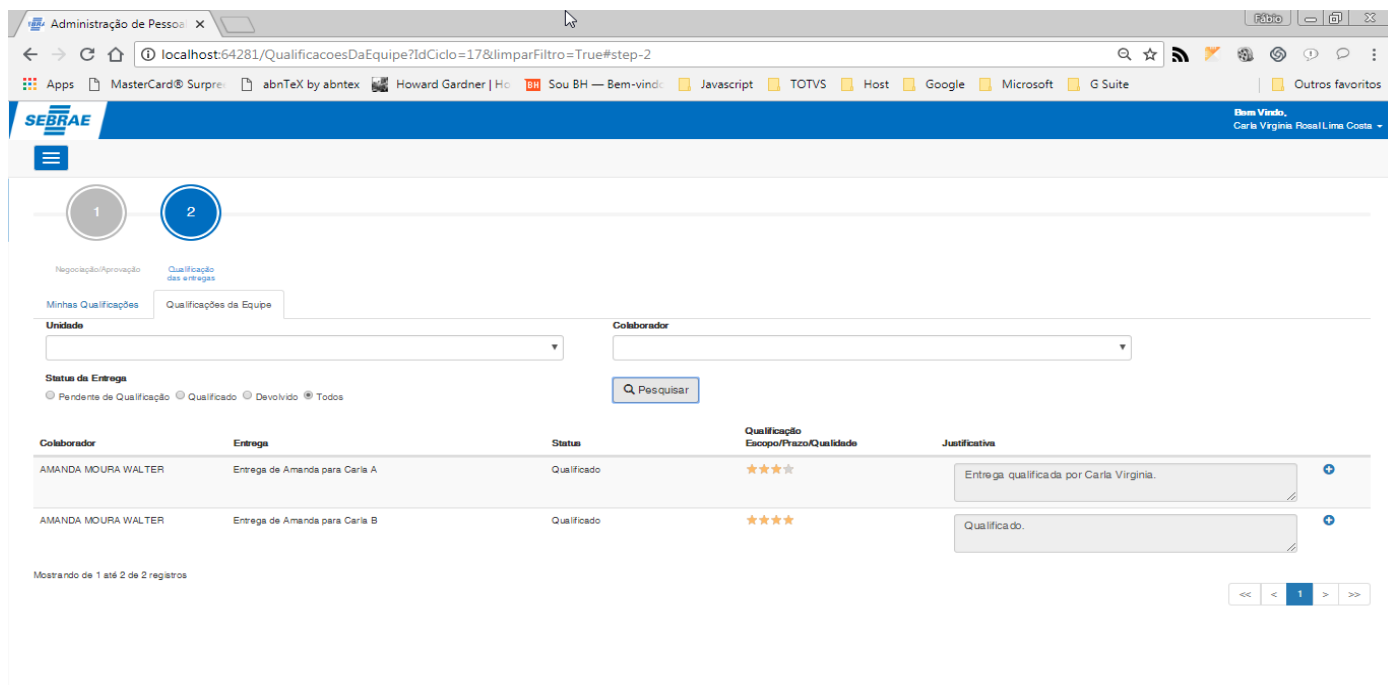 Administração de Pessoa
Fábio
localhost:64281/QualificacoesDaEquipe?IdCiclo=17&limparFiltro=True#step-2
Apps MasterCard® Surpre abnTeX by abntex Howard Gardner | Ho Sou BH — Bem-vindo Javascript TOTVS Host Google Microsoft G Suite Outros favoritos
SEBRAE
Bem Vindo,
Carla Virginia Rosal Lima Costa
1 2
Negociação/Aprovação Qualificação
das entregas
Minhas Qualificações Qualificações da Equipe
Unidade Colaborador
Status da Entrega
Pendente de Qualificação Qualificado Devolvido Todos
Pesquisar
Colaborador Entrega Status Qualificação
Escopo/Prazo/Qualidade Justificativa
AMANDA MOURA WALTER Entrega de Amanda para Carla A Qualificado Entrega qualificada por Carla Virginia.
AMANDA MOURA WALTER Entrega de Amanda para Carla B Qualificado Qualificado.
Mostrando de 1 até 2 de 2 registros
<< < 1 > >>